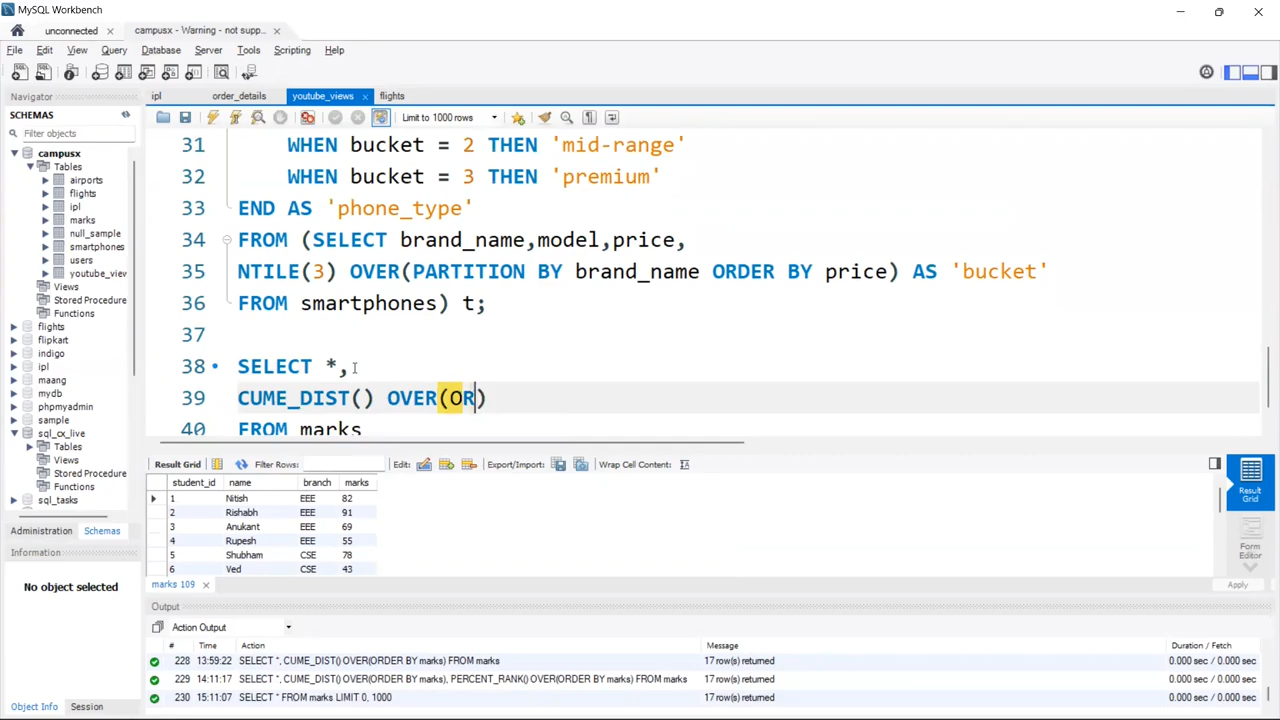 MySQL Workbench
unconnected
campusx - Warning - not supp...
File Edit View Query Database Server Tools Scripting Help
Navigator
SCHEMAS
Filter objects
campusx
Tables
airports
flights
ipl
marks
null_sample
smartphones
users
youtube_view
Views
Stored Procedure
Functions
flights
flipkart
indigo
ipl
maang
mydb
phpmyadmin
sample
sql_cx_live
Tables
Views
Stored Procedure
Functions
sql_tasks
Administration Schemas
Information
No object selected
Object Info Session
ipl order_details youtube_views flights
Limit to 1000 rows
31 WHEN bucket = 2 THEN 'mid-range'
32 WHEN bucket = 3 THEN 'premium'
33 END AS 'phone_type'
34 FROM (SELECT brand_name,model,price,
35 NTILE(3) OVER(PARTITION BY brand_name ORDER BY price) AS 'bucket'
36 FROM smartphones) t;
37
38 SELECT *,
39 CUME_DIST() OVER(OR)
40 FROM marks
Result Grid Filter Rows: Edit: Export/Import: Wrap Cell Content:
student_id name branch marks
1 Nitish EEE 82
2 Rishabh EEE 91
3 Anukant EEE 69
4 Rupesh EEE 55
5 Shubham CSE 78
6 Ved CSE 43
Result Grid
Form Editor
marks 109
Apply
Output
Action Output
# Time Action Message Duration / Fetch
228 13:59:22 SELECT *, CUME_DIST() OVER(ORDER BY marks) FROM marks 17 row(s) returned 0.000 sec / 0.000 sec
229 14:11:17 SELECT *, CUME_DIST() OVER(ORDER BY marks), PERCENT_RANK() OVER(ORDER BY marks) FROM marks 17 row(s) returned 0.000 sec / 0.000 sec
230 15:11:07 SELECT * FROM marks LIMIT 0, 1000 17 row(s) returned 0.000 sec / 0.000 sec